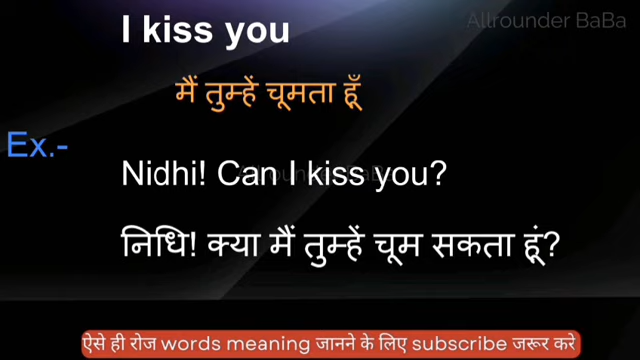 Allrounder BaBa
I kiss you
मैं तुम्हें चूमता हूँ
Ex.-
Nidhi! Can I kiss you?
निधि! क्या मैं तुम्हें चूम सकता हूं?
ऐसे ही रोज words meaning जानने के लिए subscribe जरूर करे